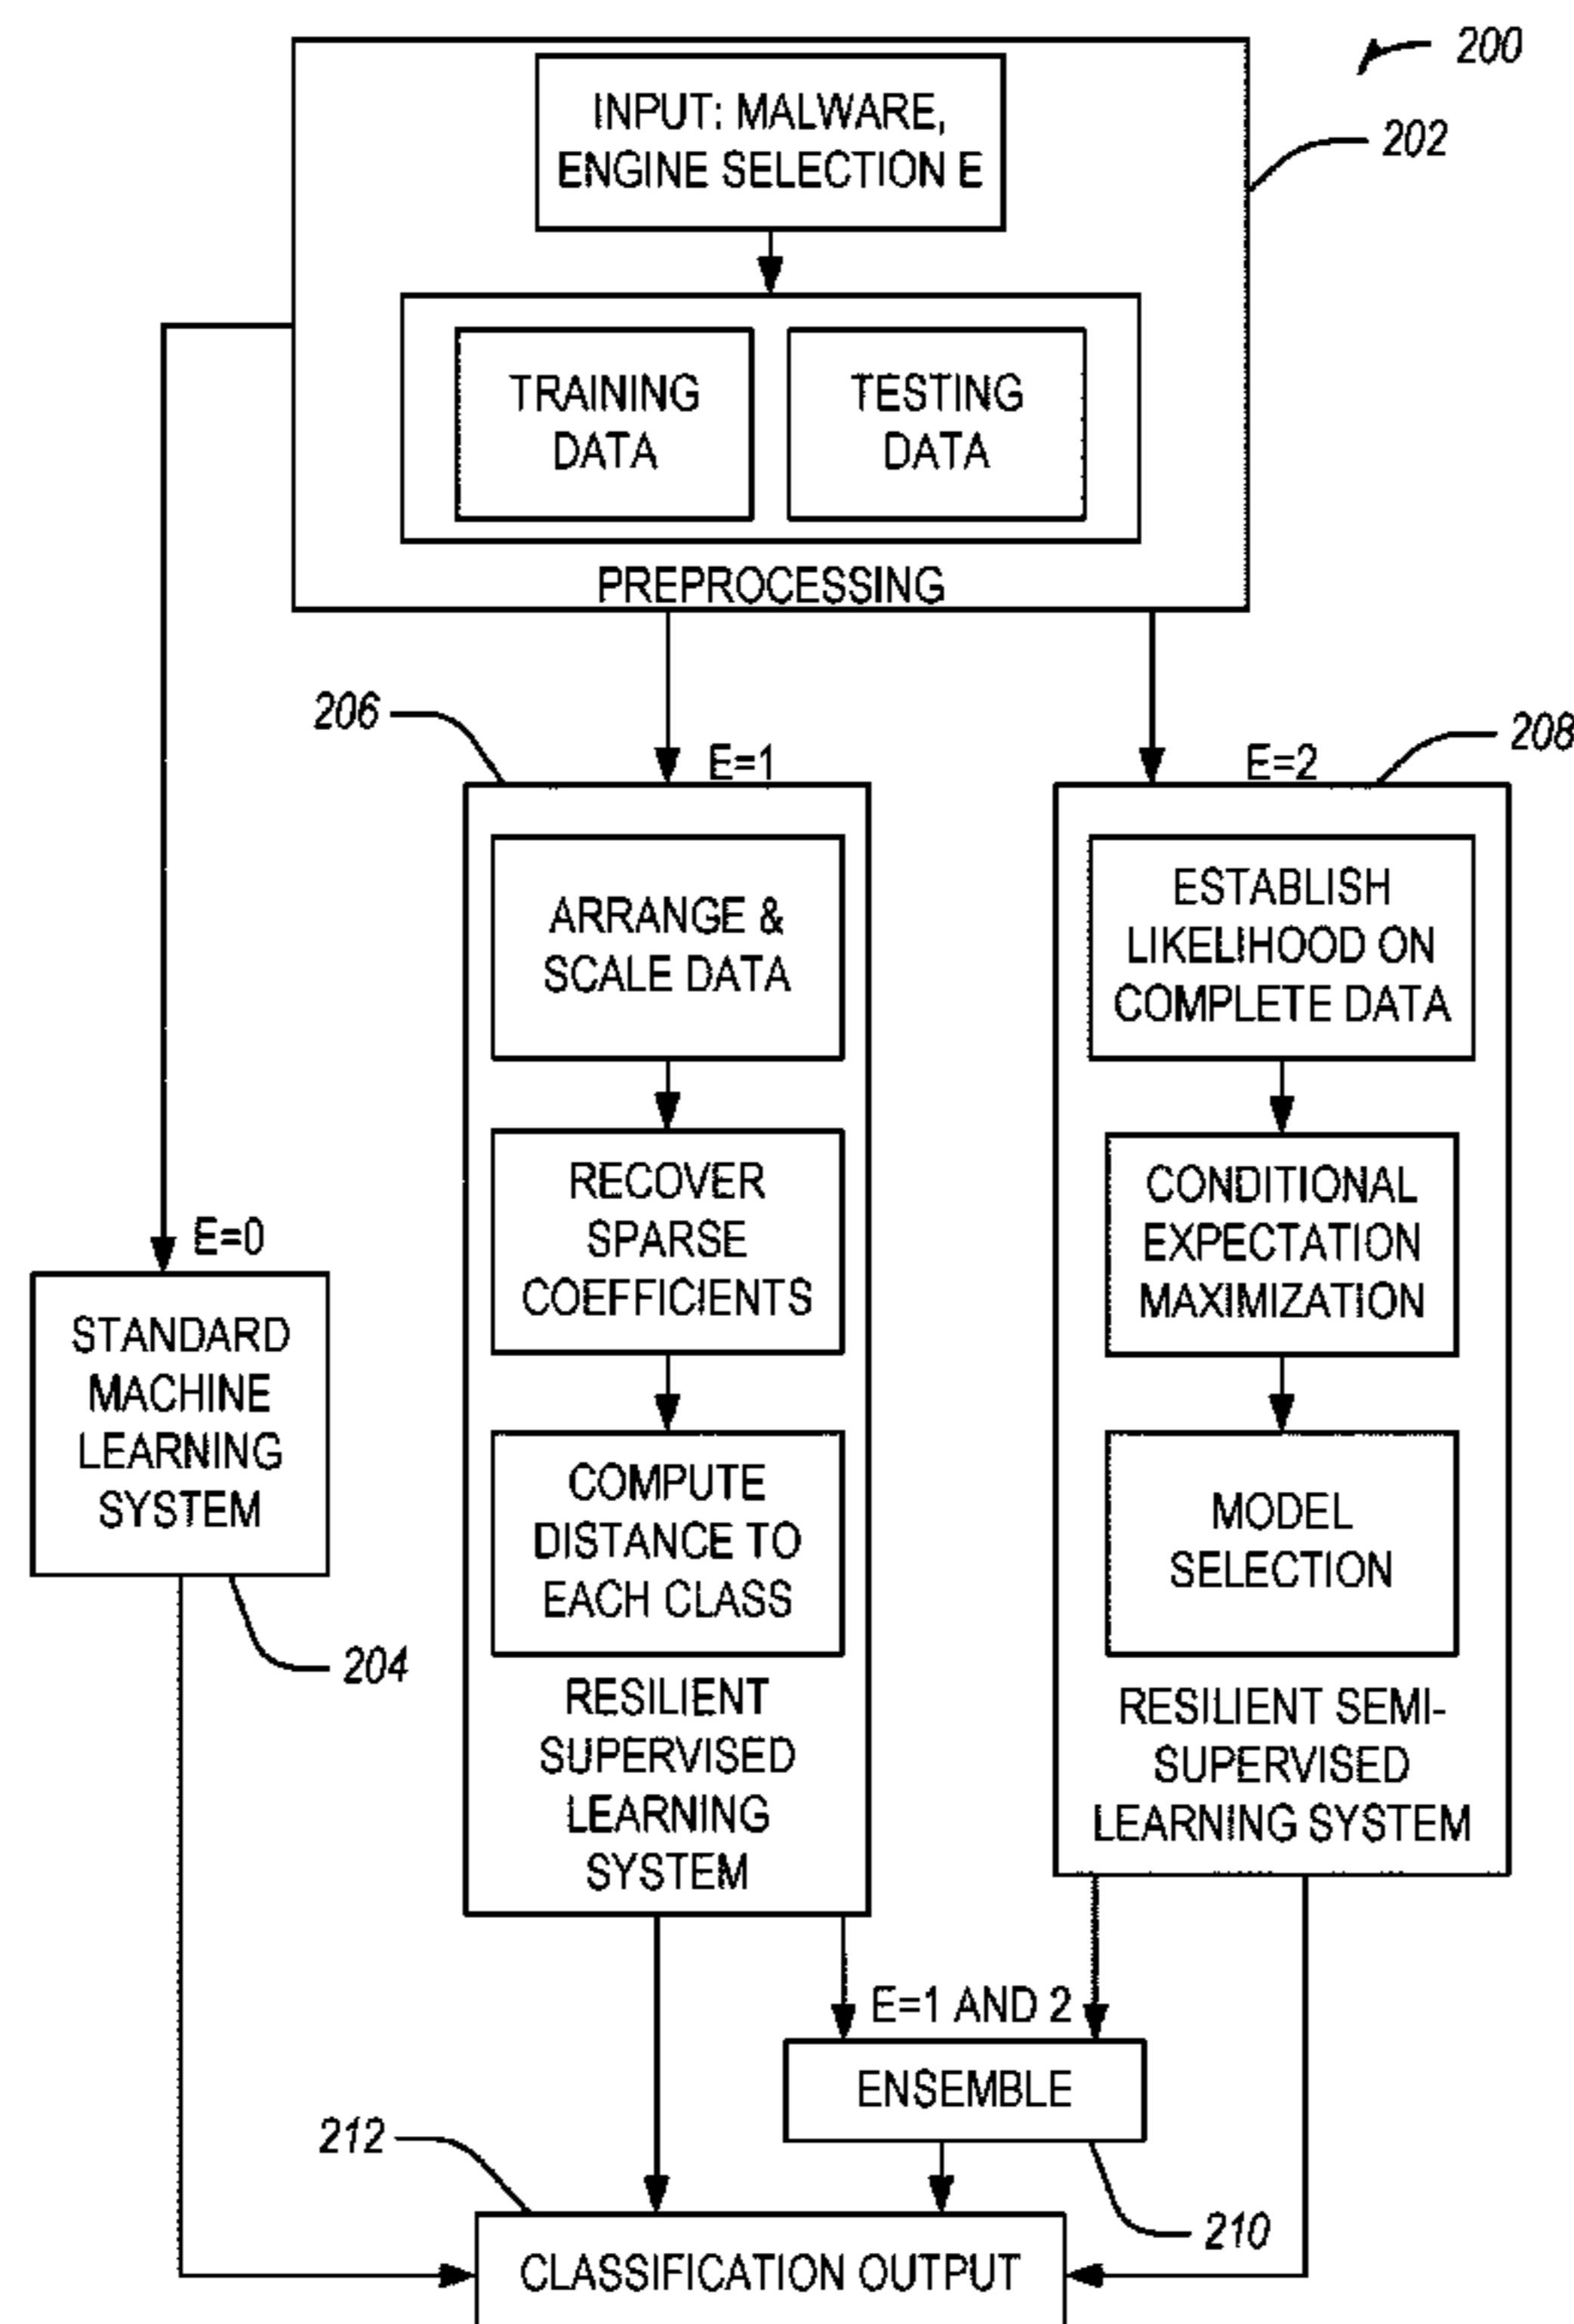 200
202
INPUT: MALWARE,
ENGINE SELECTION E
TRAINING
DATA
TESTING
DATA
PREPROCESSING
206
E=1
E=2
208
ARRANGE &
SCALE DATA
RECOVER
SPARSE
COEFFICIENTS
COMPUTE
DISTANCE TO
EACH CLASS
RESILIENT
SUPERVISED
LEARNING
SYSTEM
ESTABLISH
LIKELIHOOD ON
COMPLETE DATA
CONDITIONAL
EXPECTATION
MAXIMIZATION
MODEL
SELECTION
RESILIENT SEMI-
SUPERVISED
LEARNING SYSTEM
E=0
STANDARD
MACHINE
LEARNING
SYSTEM
204
E=1 AND 2
ENSEMBLE
210
212
CLASSIFICATION OUTPUT